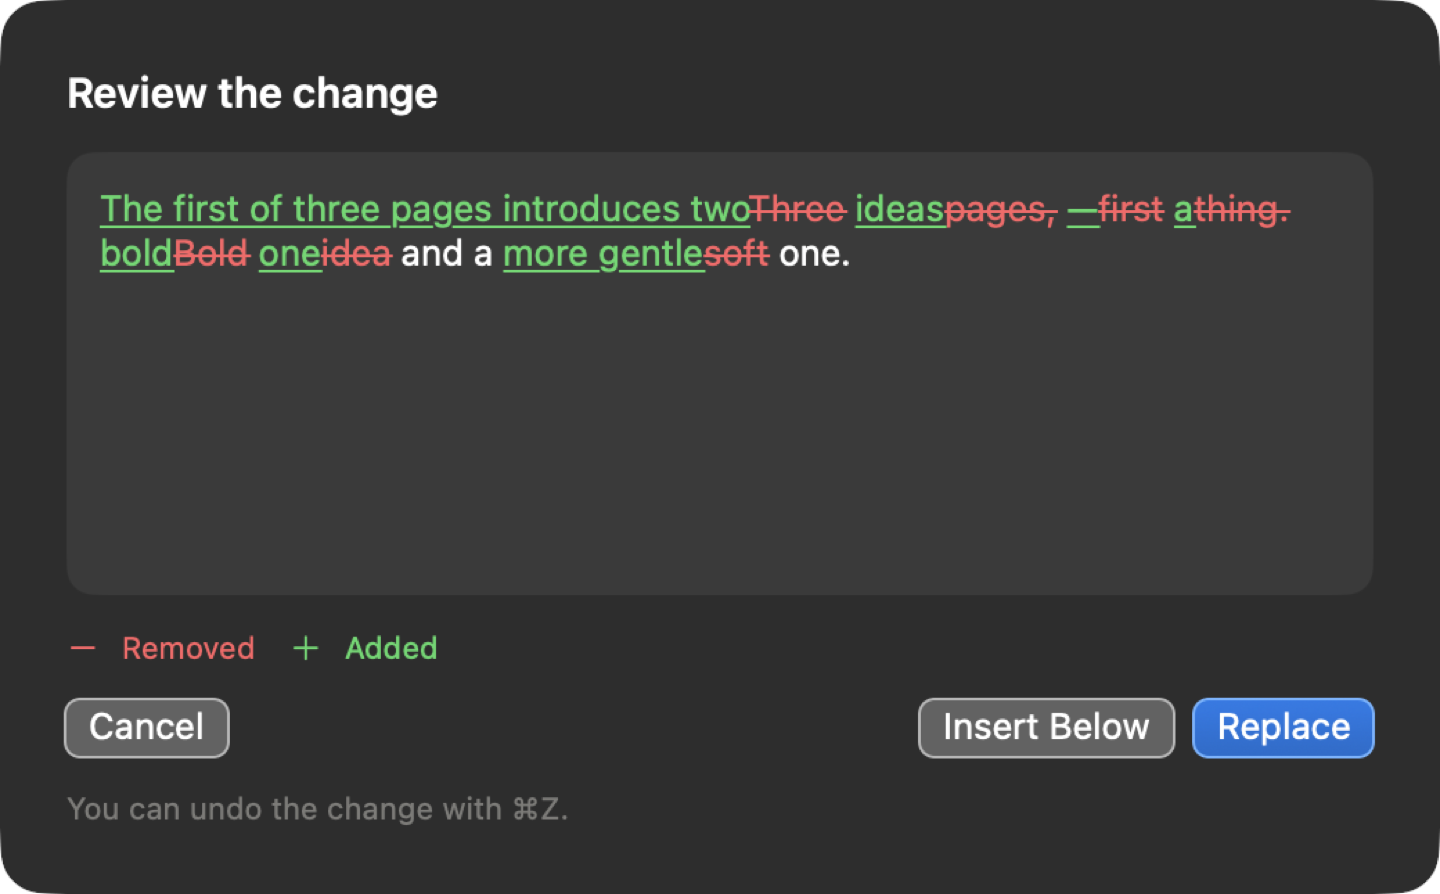 Review the change
The first of three pages introduces twoThree ideaspages, —first athing.
boldBold oneidea and a more gentlesoft one.
— Removed + Added
Cancel
Insert Below
Replace
You can undo the change with ⌘Z.